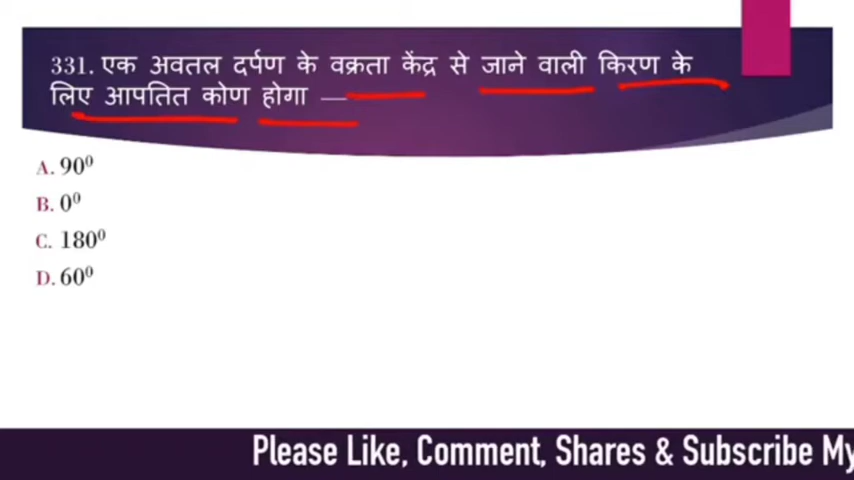 331. एक अवतल दर्पण के वक्रता केंद्र से जाने वाली किरण के
लिए आपतित कोण होगा —
A. 90⁰
B. 0⁰
C. 180⁰
D. 60⁰
Please Like, Comment, Shares & Subscribe My